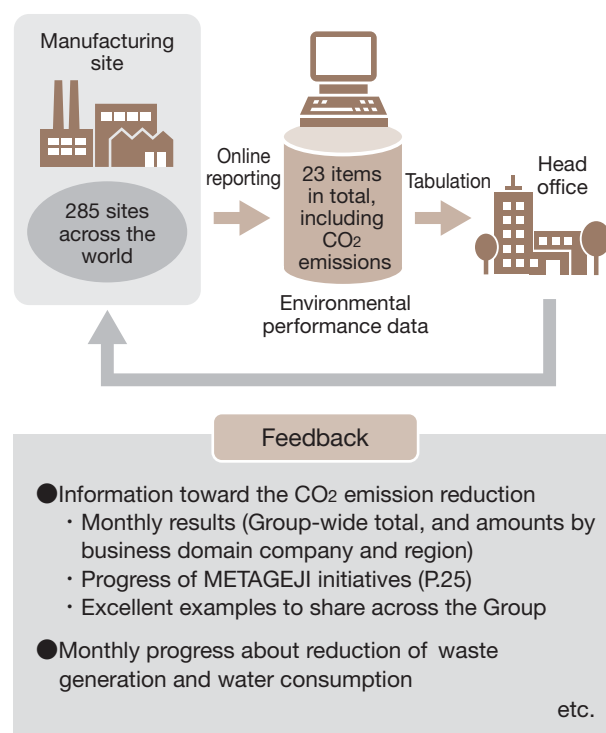 Manufacturing
site
285 sites
across the
world
Online
reporting
23 items
in total,
including
CO2
emissions
Environmental
performance data
Tabulation
Head
office
Feedback
●Information toward the CO2 emission reduction
・Monthly results (Group-wide total, and amounts by
business domain company and region)
・Progress of METAGEJI initiatives (P.25)
・Excellent examples to share across the Group
●Monthly progress about reduction of waste
generation and water consumption
etc.